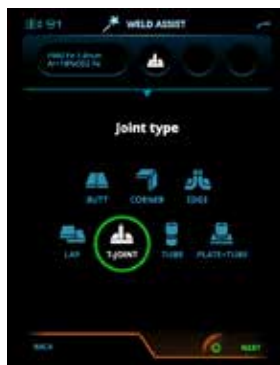 WELD ASSIST
Joint type
BUTT CORNER EDGE
LAP T-JOINT TUBE PLATE+TUBE
BACK NEXT